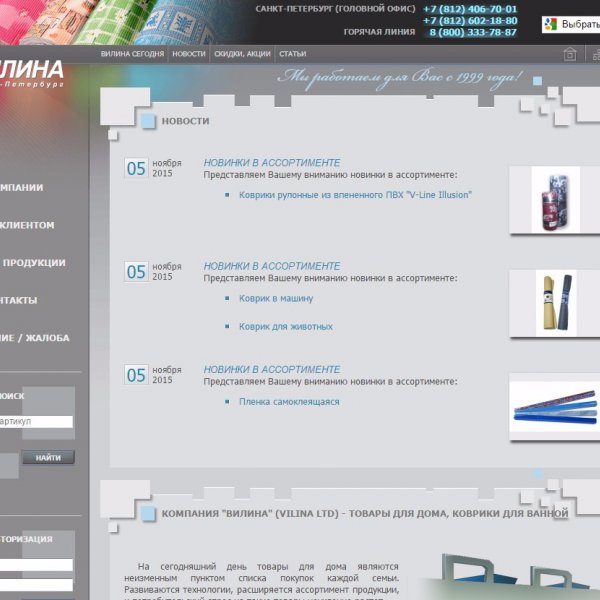 САНКТ-ПЕТЕРБУРГ (ГОЛОВНОЙ ОФИС) +7 (812) 406-70-01
+7 (812) 602-18-80
ГОРЯЧАЯ ЛИНИЯ 8 (800) 333-78-87
Выбрать
ВИЛИНА СЕГОДНЯ НОВОСТИ СКИДКИ, АКЦИИ СТАТЬИ
ИЛИНА
-Петербург
Мы работаем для Вас с 1999 года!
НОВОСТИ
05 ноября 2015
НОВИНКИ В АССОРТИМЕНТЕ
Представляем Вашему вниманию новинки в ассортименте:
Коврики рулонные из впененного ПВХ "V-Line Illusion"
МПАНИИ
КЛИЕНТОМ
ПРОДУКЦИИ
НТАКТЫ
НИЕ / ЖАЛОБА
05 ноября 2015
НОВИНКИ В АССОРТИМЕНТЕ
Представляем Вашему вниманию новинки в ассортименте:
Коврик в машину
Коврик для животных
05 ноября 2015
НОВИНКИ В АССОРТИМЕНТЕ
Представляем Вашему вниманию новинки в ассортименте:
Пленка самоклеящаяся
ОИСК
артикул
НАЙТИ
ТОРИЗАЦИЯ
КОМПАНИЯ "ВИЛИНА" (VILINA LTD) - ТОВАРЫ ДЛЯ ДОМА, КОВРИКИ ДЛЯ ВАННОЙ
На сегодняшний день товары для дома являются
неизменным пунктом списка покупок каждой семьи.
Развиваются технологии, расширяется ассортимент продукции,